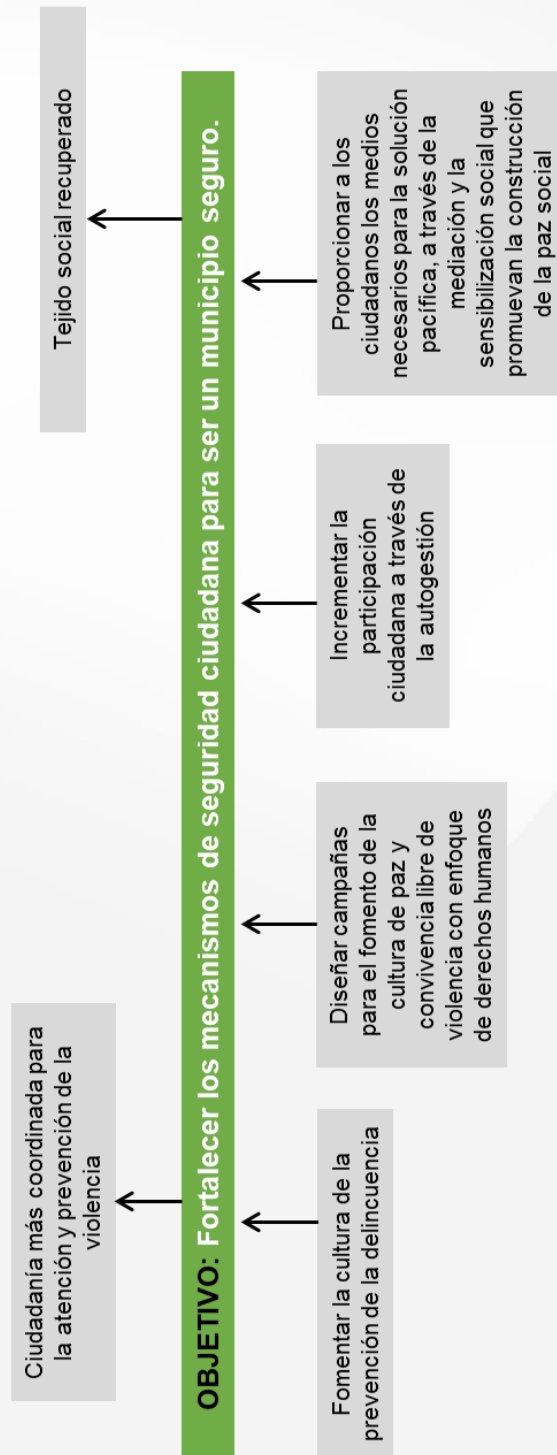 Ciudadanía más coordinada para
la atención y prevención de la
violencia
Tejido social recuperado
OBJETIVO: Fortalecer los mecanismos de seguridad ciudadana para ser un municipio seguro.
Fomentar la cultura de la
prevención de la delincuencia
Diseñar campañas
para el fomento de la
cultura de paz y
convivencia libre de
violencia con enfoque
de derechos humanos
Incrementar la
participación
ciudadana a través de
la autogestión
Proporcionar a los
ciudadanos los medios
necesarios para la solución
pacífica, a través de la
mediación y la
sensibilización social que
promuevan la construcción
de la paz social